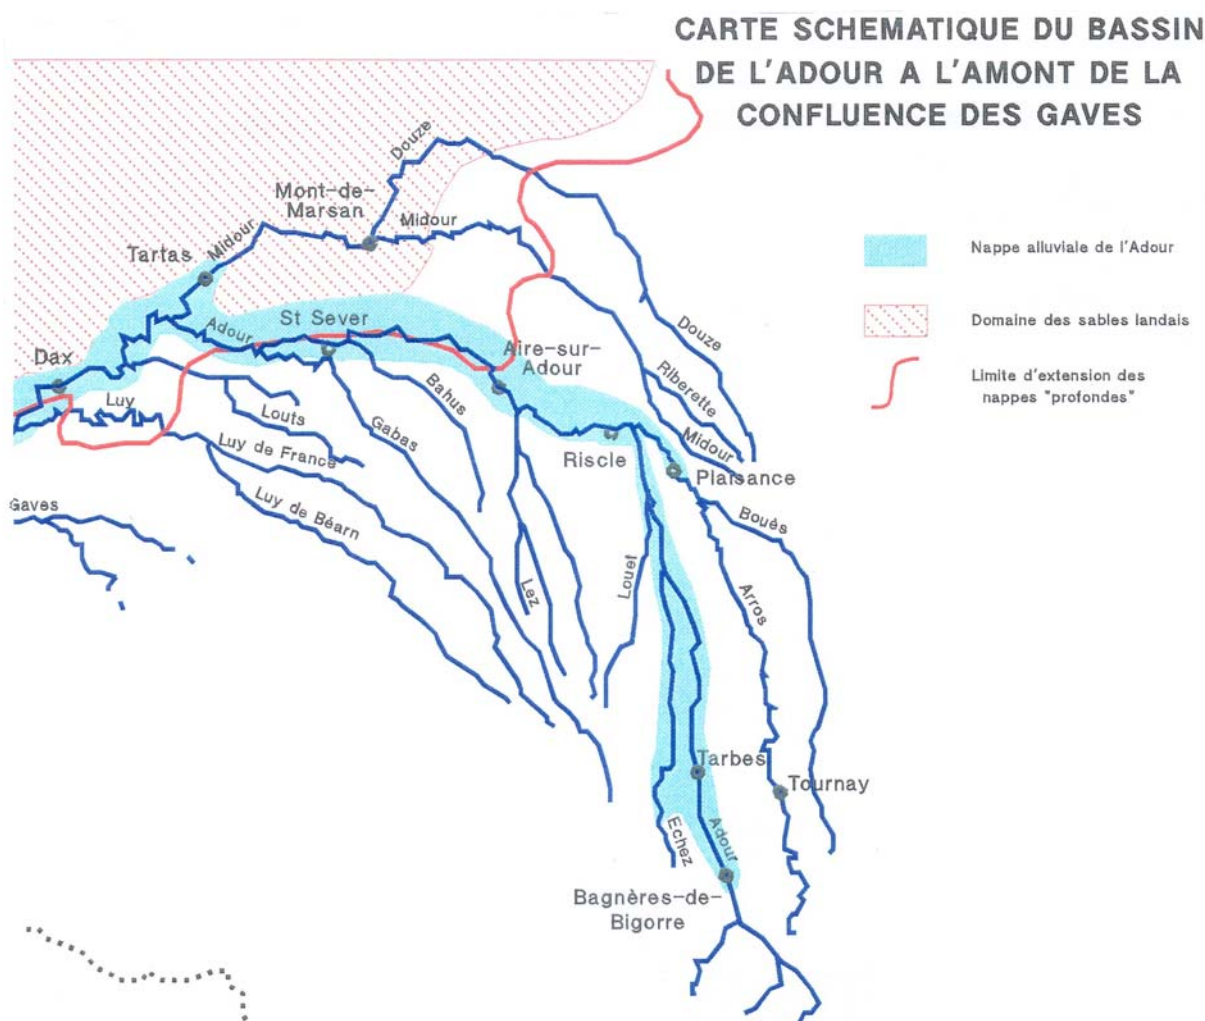 CARTE SCHEMATIQUE DU BASSIN
DE L'ADOUR A L'AMONT DE LA
CONFLUENCE DES GAVES
Nappe alluviale de l'Adour
Domaine des sables landais
Limite d'extension des
nappes "profondes"
Douze
Mont-de-
Marsan
Midour
Midour
Tartas
St Sever
Adour
Dax
Aire-sur-
Adour
Douze
Riberette
Midour
Luy
Louts
Bahus
Gabas
Luy de France
Riscle
Plaisance
Luy de Béarn
Gaves
Boués
Louet
Lez
Arros
Tarbes
Tournay
Echez
Adour
Bagnères-de-
Bigorre